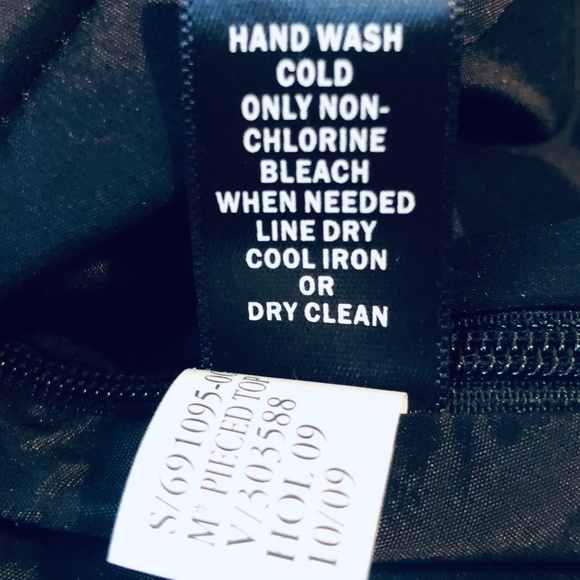 HAND WASH
COLD
ONLY NON-
CHLORINE
BLEACH
WHEN NEEDED
LINE DRY
COOL IRON
OR
DRY CLEAN
S/691095-0
M* PIECED TOP
V/303588
HOL 09
10/09